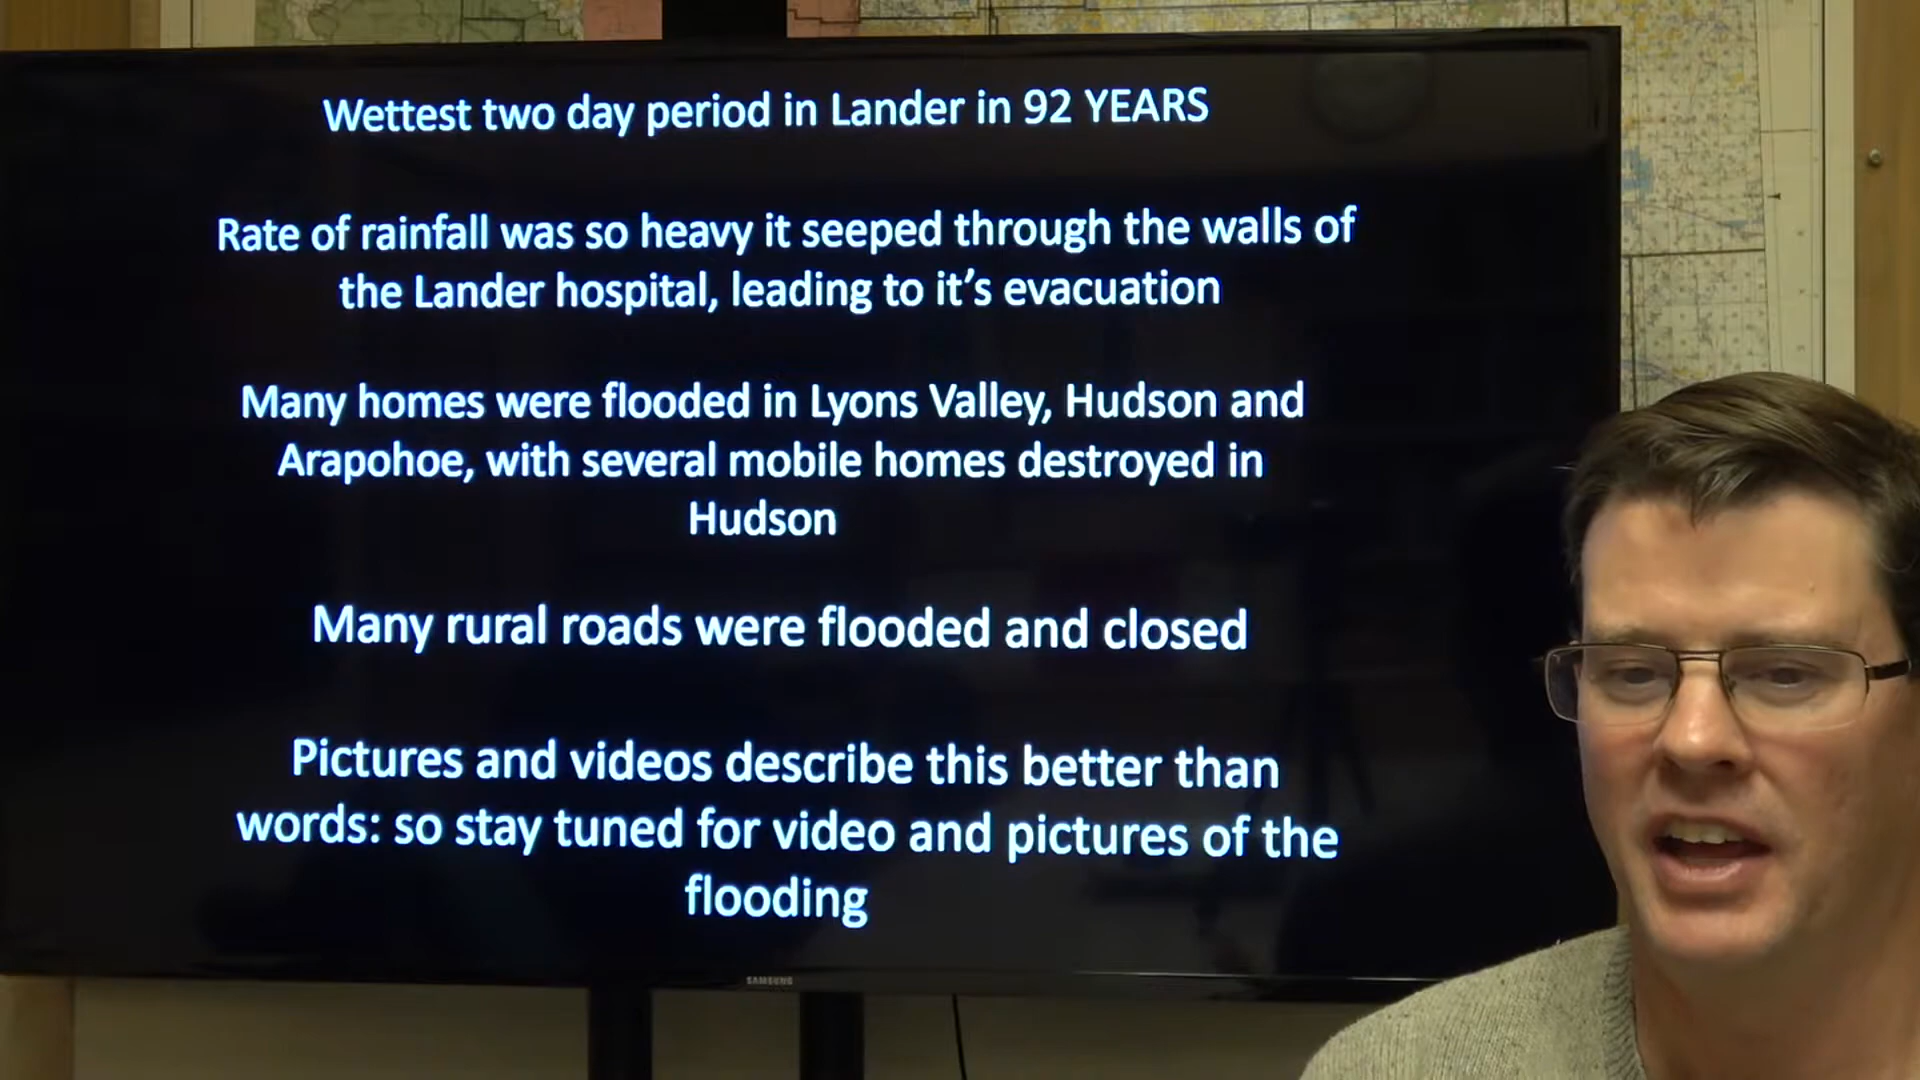 Wettest two day period in Lander in 92 YEARS
Rate of rainfall was so heavy it seeped through the walls of
the Lander hospital, leading to it’s evacuation
Many homes were flooded in Lyons Valley, Hudson and
Arapohoe, with several mobile homes destroyed in
Hudson
Many rural roads were flooded and closed
Pictures and videos describe this better than
words: so stay tuned for video and pictures of the
flooding
SAMSUNG